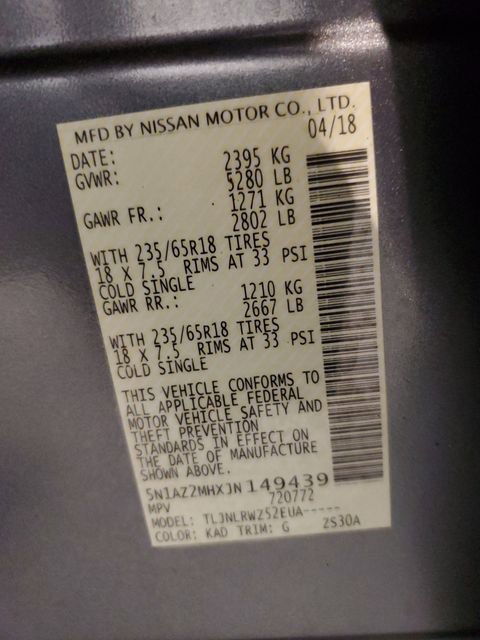 MFD BY NISSAN MOTOR CO., LTD.
DATE: 04/18
GVWR: 2395 KG
5280 LB
GAWR FR.: 1271 KG
2802 LB
WITH 235/65R18 TIRES
18 X 7.5 RIMS AT 33 PSI
COLD SINGLE
GAWR RR.: 1210 KG
2667 LB
WITH 235/65R18 TIRES
18 X 7.5 RIMS AT 33 PSI
COLD SINGLE
THIS VEHICLE CONFORMS TO
ALL APPLICABLE FEDERAL
MOTOR VEHICLE SAFETY AND
THEFT PREVENTION
STANDARDS IN EFFECT ON
THE DATE OF MANUFACTURE
SHOWN ABOVE.
5N1AZ2MHXJN149439
MPV 720772
MODEL: TLJNLRWZ52EUA-----
COLOR: KAD TRIM: G 2S30A